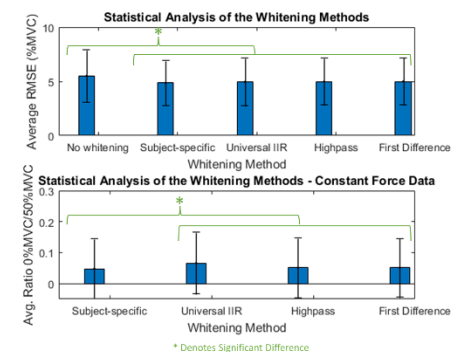 Statistical Analysis of the Whitening Methods
Average RMSE (%MVC)
10
5
0
*
No whitening Subject-specific Universal IIR Highpass First Difference
Whitening Method
Statistical Analysis of the Whitening Methods - Constant Force Data
Avg. Ratio 0%MVC/50%MVC
0.3
0.2
0.1
0
*
Subject-specific Universal IIR Highpass First Difference
Whitening Method
* Denotes Significant Difference